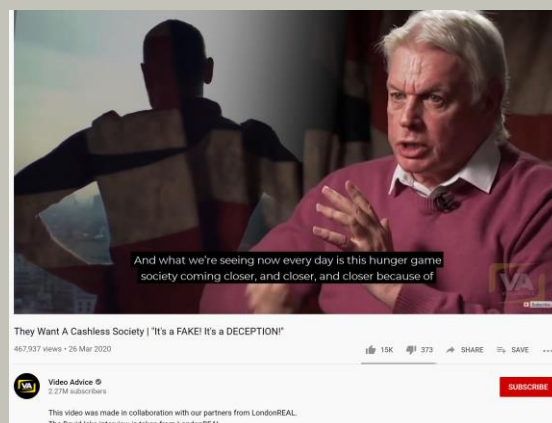 And what we're seeing now every day is this hunger game
society coming closer, and closer, and closer because of
VA
They Want A Cashless Society | "It's a FAKE! It's a DECEPTION!"
467,937 views • 26 Mar 2020
15K 373 SHARE SAVE
VA
Video Advice
2.27M subscribers
SUBSCRIBE
This video was made in collaboration with our partners from LondonREAL.